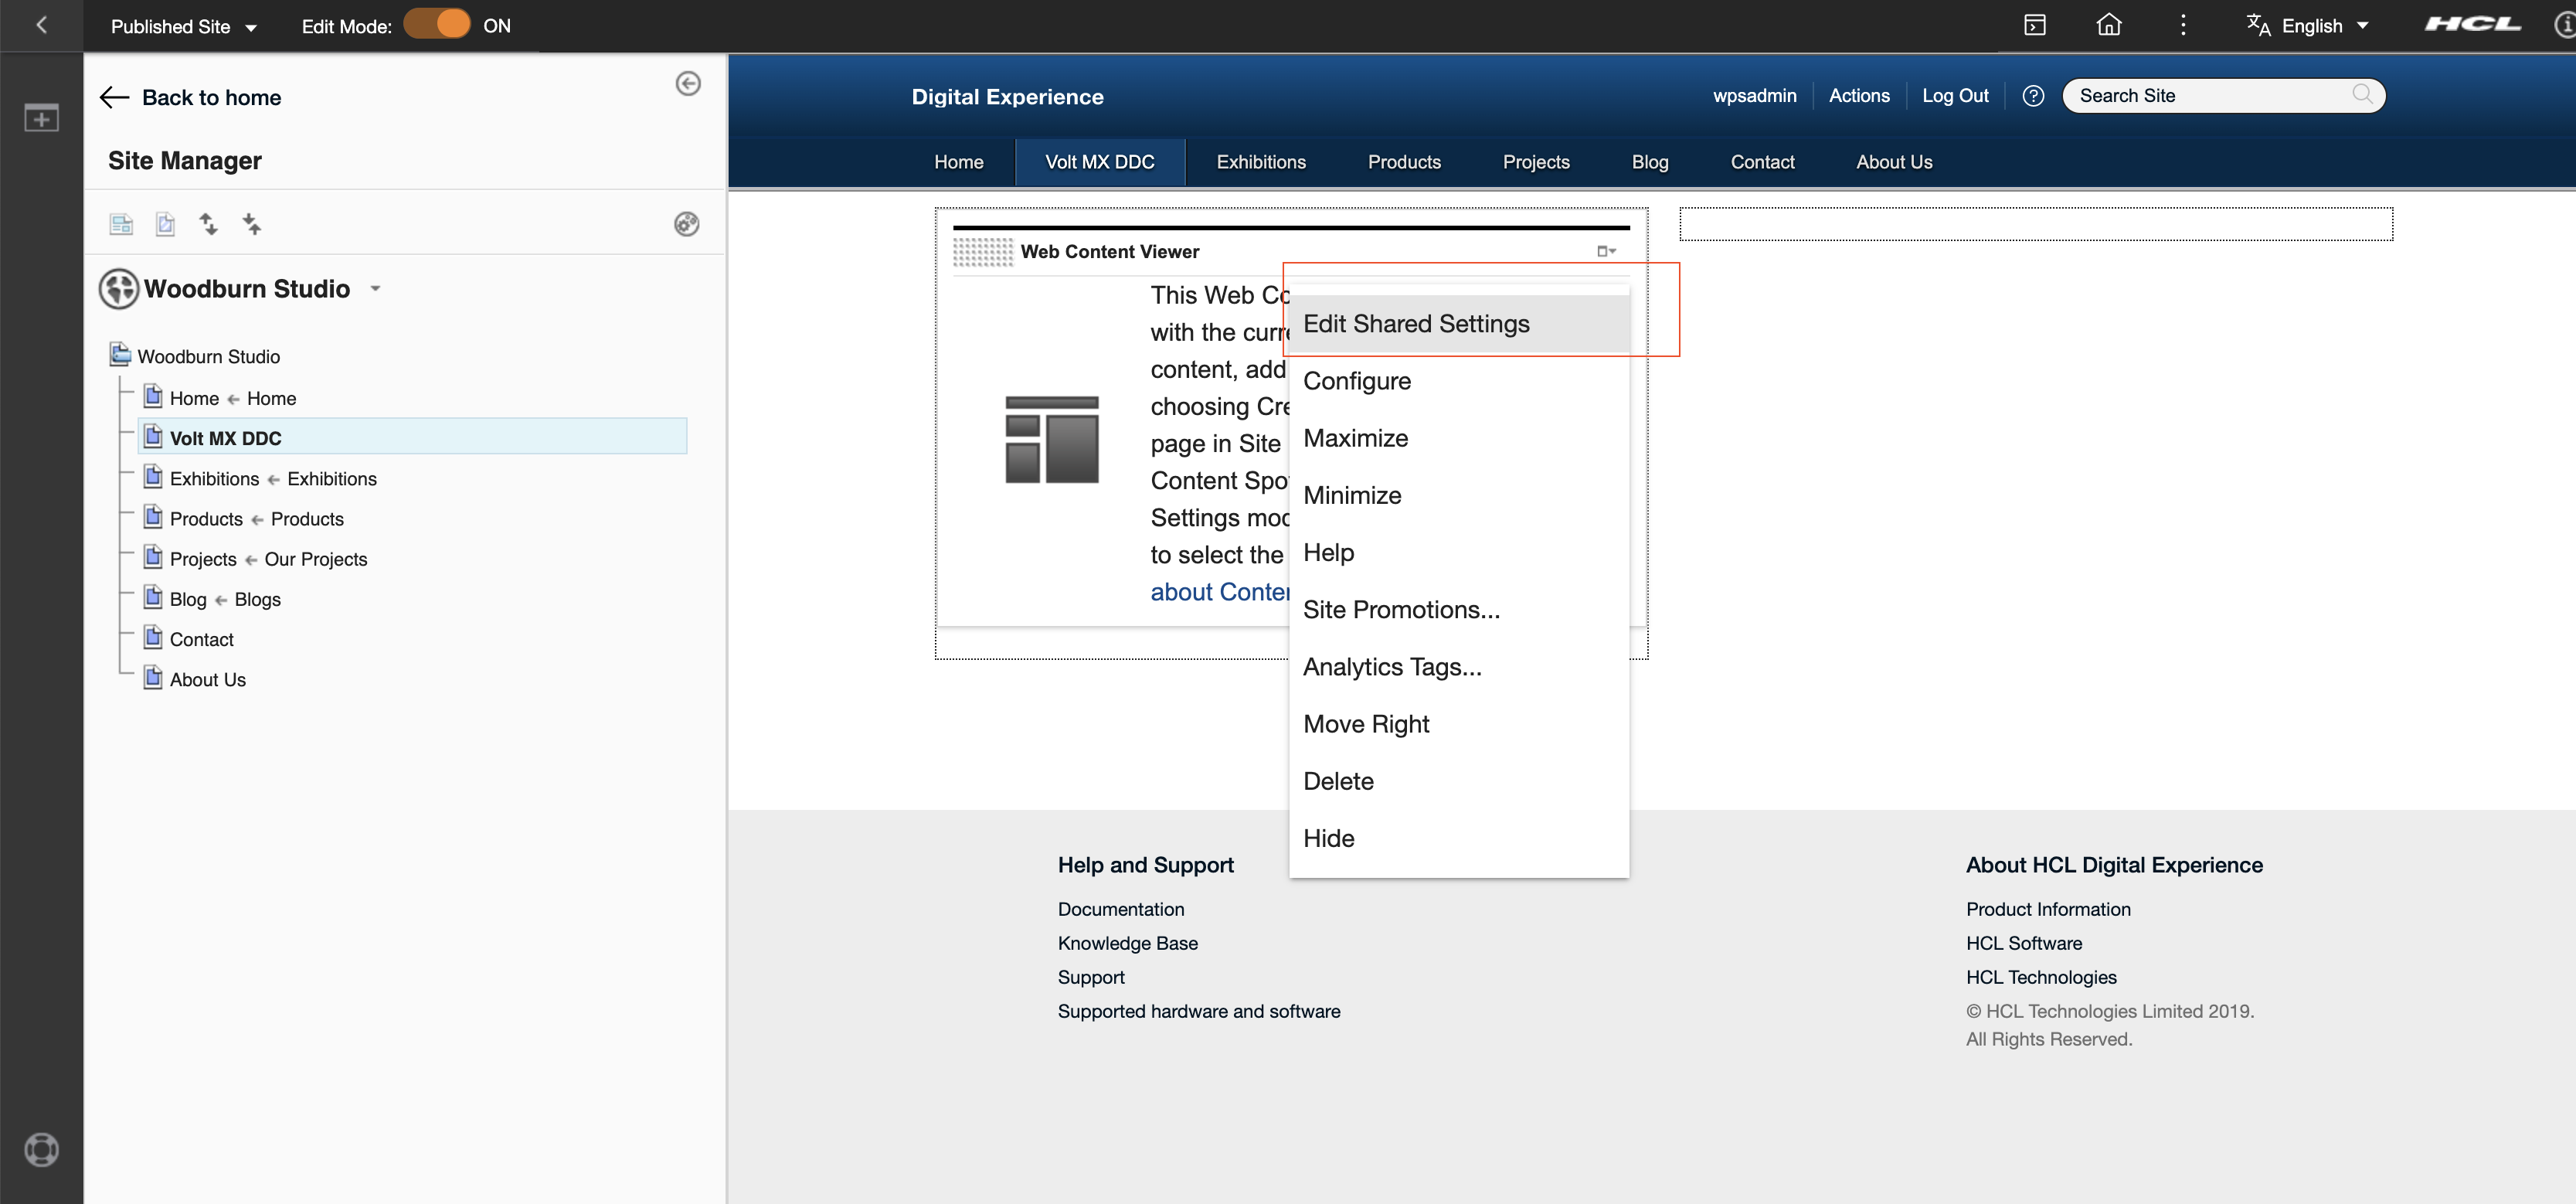 Published Site
Edit Mode: ON
English
HCL
Back to home
Site Manager
Woodburn Studio
Woodburn Studio
Home ← Home
Volt MX DDC
Exhibitions ← Exhibitions
Products ← Products
Projects ← Our Projects
Blog ← Blogs
Contact
About Us
Digital Experience
wpsadmin
Actions
Log Out
Search Site
Home
Volt MX DDC
Exhibitions
Products
Projects
Blog
Contact
About Us
Web Content Viewer
This Web Co
with the curre
content, add
choosing Cre
page in Site
Content Spo
Settings mod
to select the
about Conter
Edit Shared Settings
Configure
Maximize
Minimize
Help
Site Promotions...
Analytics Tags...
Move Right
Delete
Hide
Help and Support
Documentation
Knowledge Base
Support
Supported hardware and software
About HCL Digital Experience
Product Information
HCL Software
HCL Technologies
© HCL Technologies Limited 2019.
All Rights Reserved.